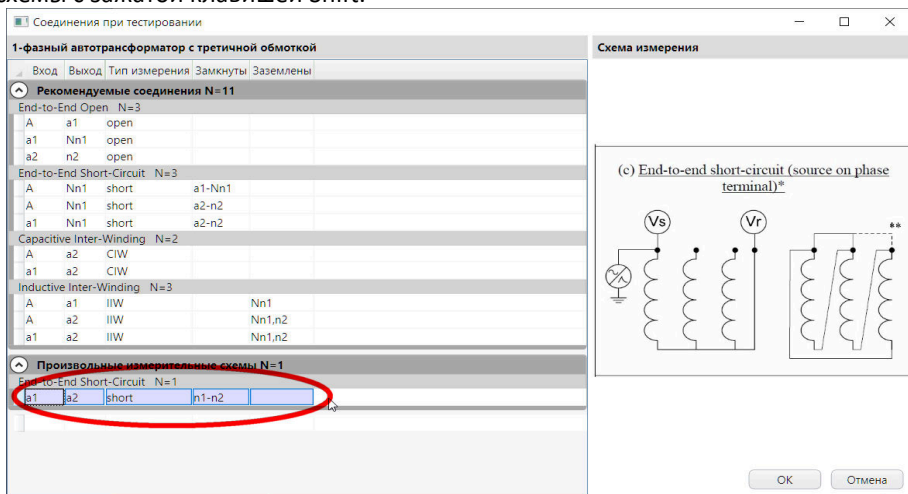 схемы с зажатой клавишей Shift.
Соединения при тестировании
1-фазный автотрансформатор с третичной обмоткой
Схема измерения
Вход Выход Тип измерения Замкнуты Заземлены
Рекомендуемые соединения N=11
End-to-End Open N=3
A a1 open
a1 Nn1 open
a2 n2 open
End-to-End Short-Circuit N=3
A Nn1 short a1-Nn1
A Nn1 short a2-n2
a1 Nn1 short a2-n2
Capacitive Inter-Winding N=2
A a2 CIW
a1 a2 CIW
Inductive Inter-Winding N=3
A a1 IIW Nn1
A a2 IIW Nn1,n2
a1 a2 IIW Nn1,n2
Произвольные измерительные схемы N=1
End-to-End Short-Circuit N=1
a1 a2 short n1-n2
(c) End-to-end short-circuit (source on phase
terminal)*
Vs Vr **
OK Отмена